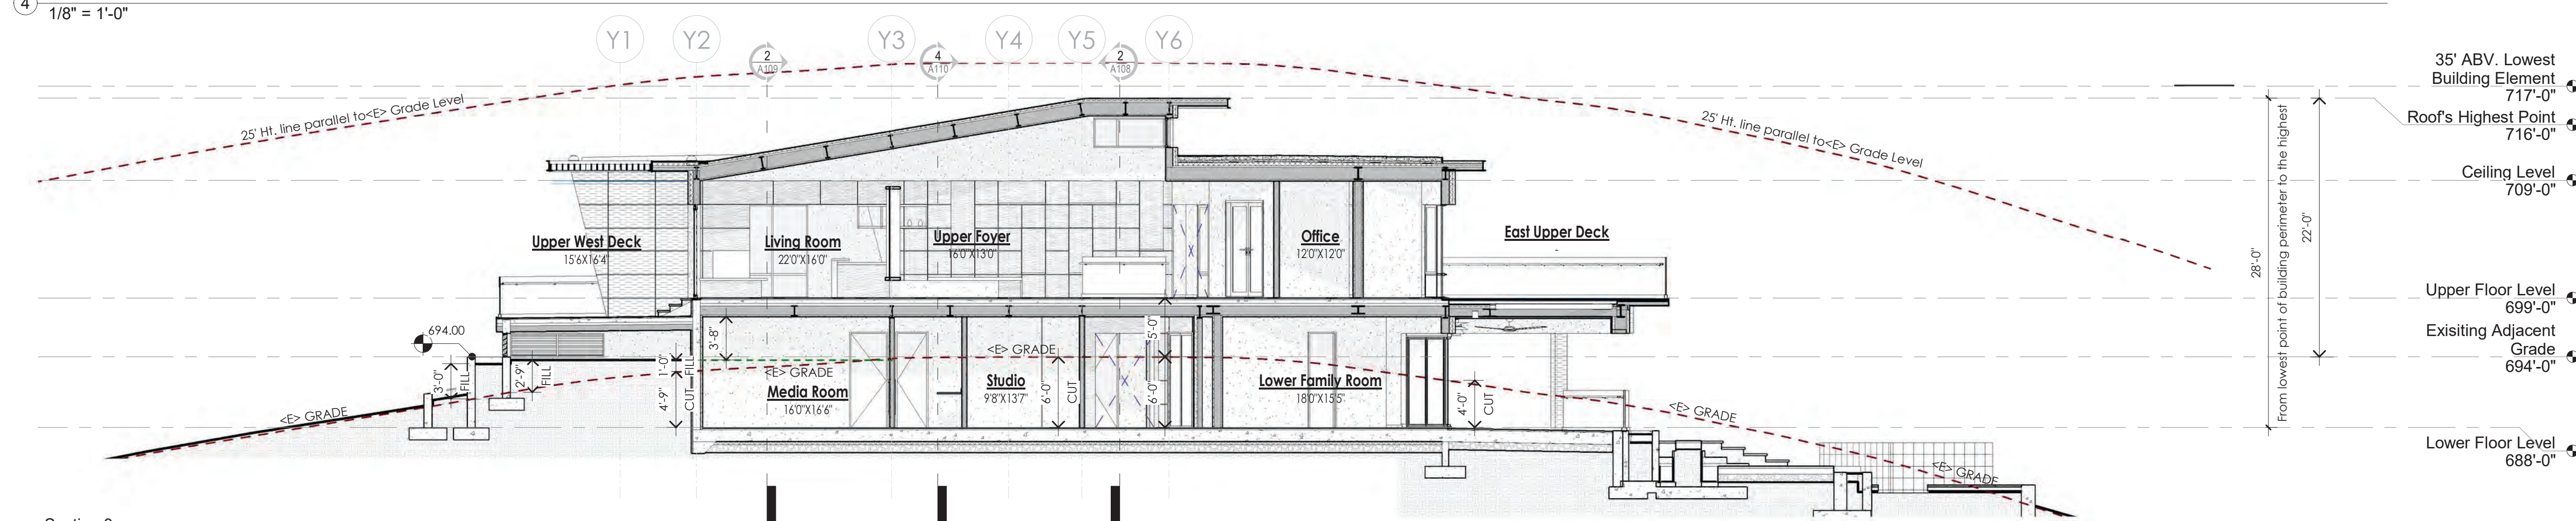 4
1/8" = 1'-0"
Y1
Y2
Y3
Y4
Y5
Y6
2
A109
4
A110
2
A108
35' ABV. Lowest
Building Element
717'-0"
Roof's Highest Point
716'-0"
Ceiling Level
709'-0"
Upper Floor Level
699'-0"
Exisiting Adjacent
Grade
694'-0"
Lower Floor Level
688'-0"
25' Ht. line parallel to<E> Grade Level
25' Ht. line parallel to<E> Grade Level
28'-0"
From lowest point of building perimeter to the highest
22'-0"
Upper West Deck
15'6X16'4"
Living Room
22'0"X16'0"
Upper Foyer
16'0"X13'0"
Office
12'0"X12'0"
East Upper Deck
-
694.00
3'-0"
FILL
2'-9"
FILL
1'-0"
FILL
4'-9"
CUT
3'-8"
<E> GRADE
<E> GRADE
<E> GRADE
Media Room
16'0"X16'6"
Studio
9'8"X13'7"
6'-0"
CUT
5'-0"
6'-0"
Lower Family Room
18'0"X15'5"
4'-0"
CUT
<E> GRADE
<E> GRADE